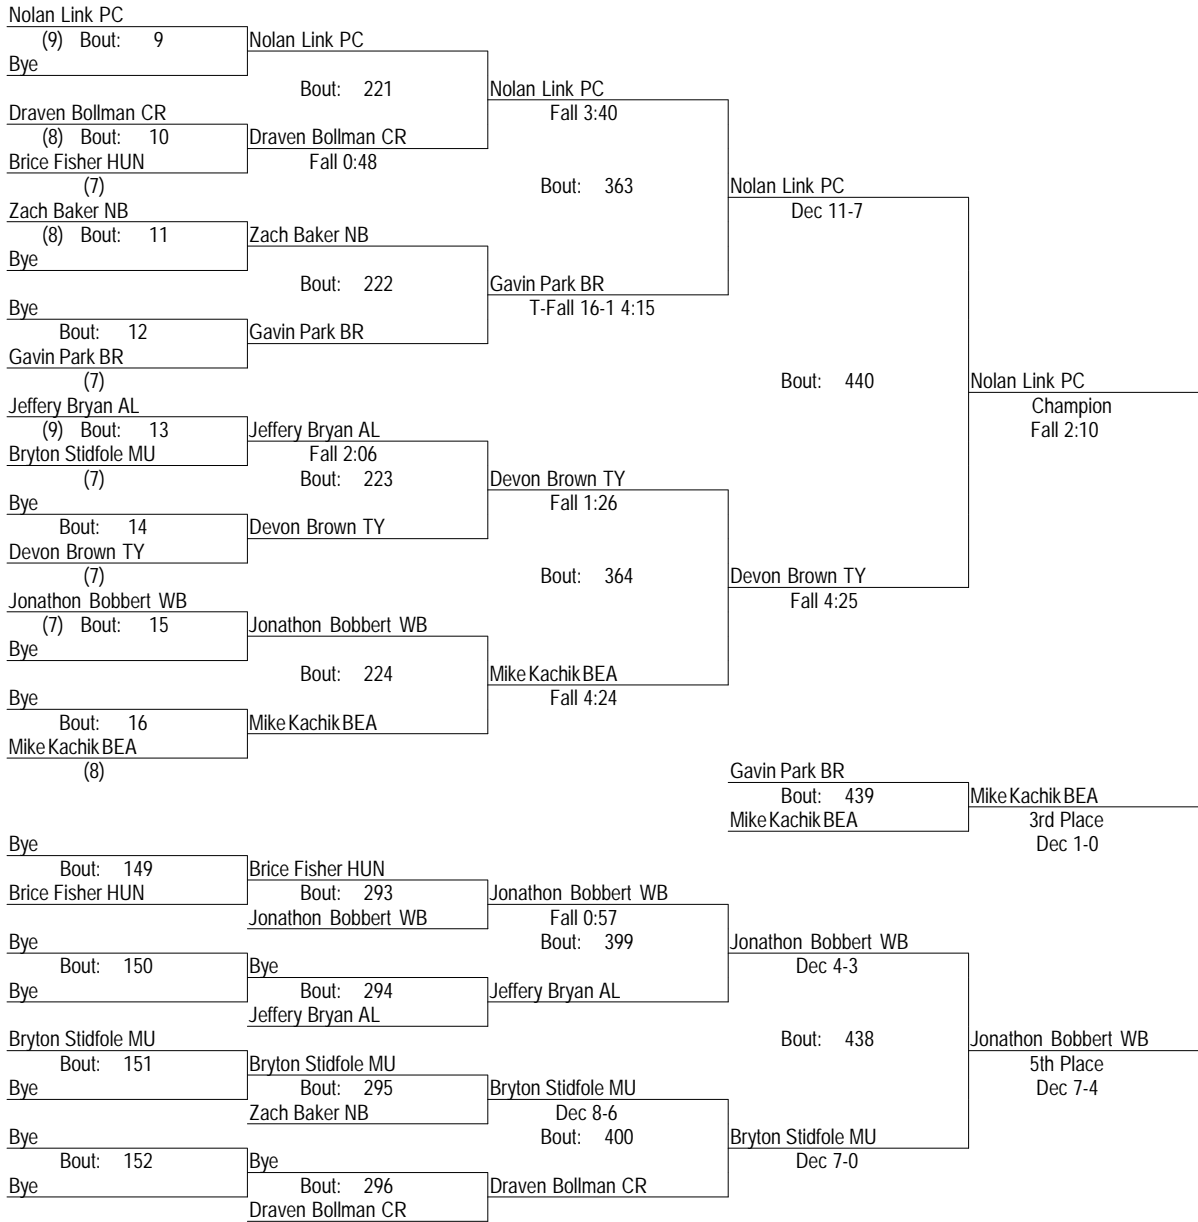 Nolan Link PC
(9) Bout: 9 Nolan Link PC
Bye
Bout: 221 Nolan Link PC
Draven Bollman CR Fall 3:40
(8) Bout: 10 Draven Bollman CR
Brice Fisher HUN Fall 0:48
(7) Bout: 363 Nolan Link PC
Zach Baker NB Dec 11-7
(8) Bout: 11 Zach Baker NB
Bye
Bout: 222 Gavin Park BR
Bye T-Fall 16-1 4:15
Bout: 12 Gavin Park BR
Gavin Park BR
(7) Bout: 440 Nolan Link PC
Jeffery Bryan AL Champion
(9) Bout: 13 Jeffery Bryan AL Fall 2:10
Bryton Stidfole MU Fall 2:06
(7) Bout: 223 Devon Brown TY
Bye Fall 1:26
Bout: 14 Devon Brown TY
Devon Brown TY
(7) Bout: 364 Devon Brown TY
Jonathon Bobbert WB Fall 4:25
(7) Bout: 15 Jonathon Bobbert WB
Bye
Bout: 224 Mike Kachik BEA
Bye Fall 4:24
Bout: 16 Mike Kachik BEA
Mike Kachik BEA
(8) Gavin Park BR
Bout: 439 Mike Kachik BEA
Mike Kachik BEA 3rd Place
Bye Dec 1-0
Bout: 149 Brice Fisher HUN
Brice Fisher HUN Bout: 293 Jonathon Bobbert WB
Jonathon Bobbert WB Fall 0:57
Bye Bout: 399 Jonathon Bobbert WB
Bout: 150 Bye Dec 4-3
Bye Bout: 294 Jeffery Bryan AL
Jeffery Bryan AL
Bryton Stidfole MU Bout: 438 Jonathon Bobbert WB
Bout: 151 Bryton Stidfole MU 5th Place
Bye Bout: 295 Bryton Stidfole MU Dec 7-4
Zach Baker NB Dec 8-6
Bye Bout: 400 Bryton Stidfole MU
Bout: 152 Bye Dec 7-0
Bye Bout: 296 Draven Bollman CR
Draven Bollman CR